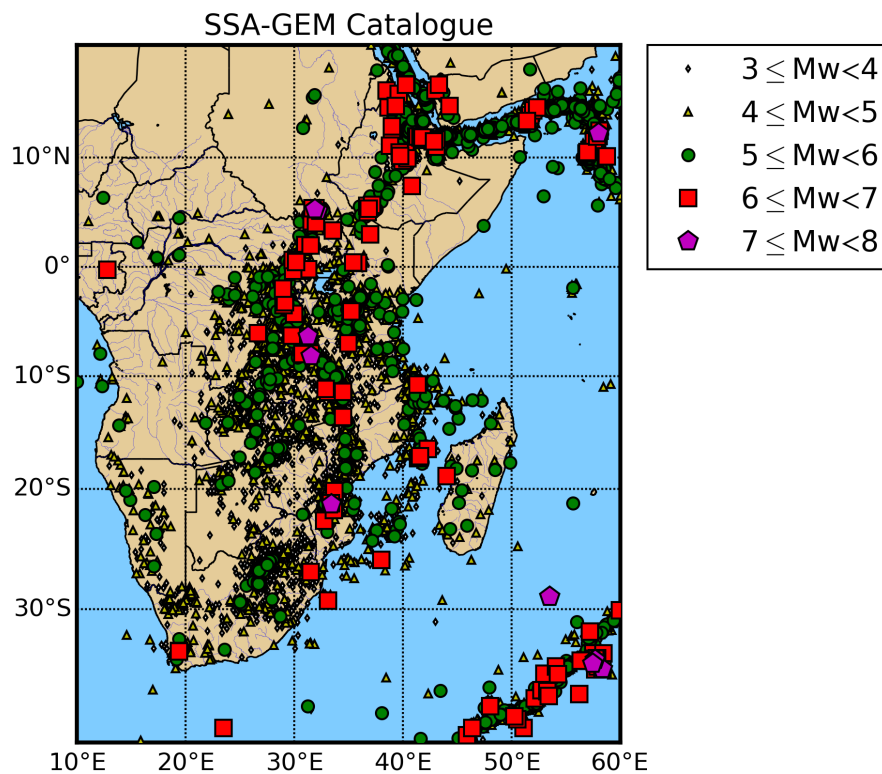 SSA-GEM Catalogue
3 ≤ Mw<4
4 ≤ Mw<5
5 ≤ Mw<6
6 ≤ Mw<7
7 ≤ Mw<8
10°N
0°
10°S
20°S
30°S
10°E 20°E 30°E 40°E 50°E 60°E